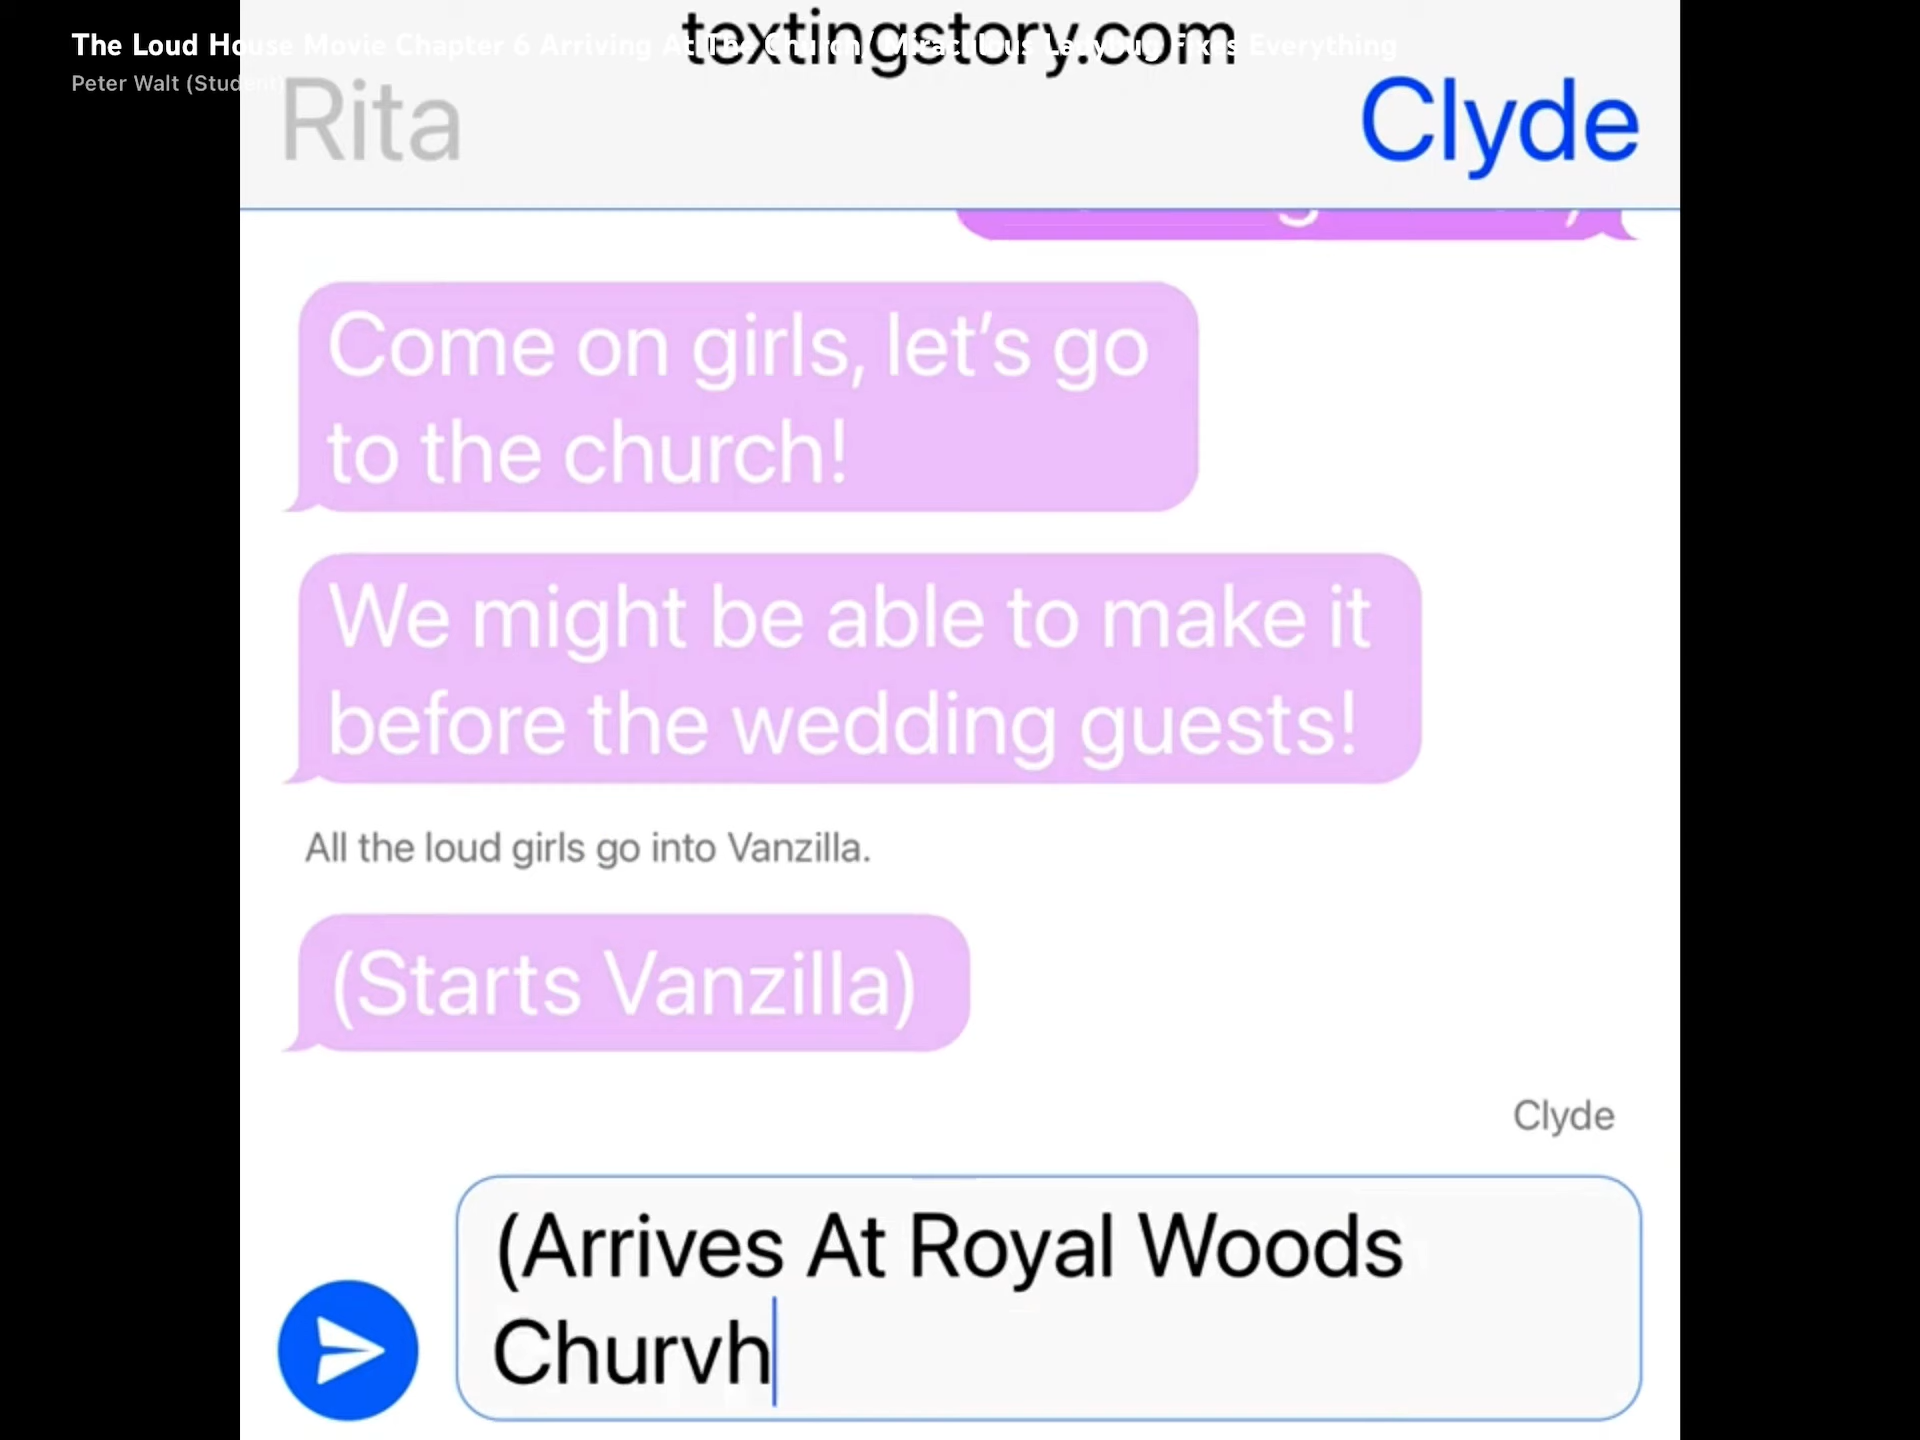 The Loud House Movie Chapter 6 Arriving At The Church/ Miraculous Ladybug Fixes Everything
Peter Walt (Student)
textingstory.com
Rita
Clyde
Come on girls, let’s go
to the church!
We might be able to make it
before the wedding guests!
All the loud girls go into Vanzilla.
(Starts Vanzilla)
Clyde
(Arrives At Royal Woods
Churvh